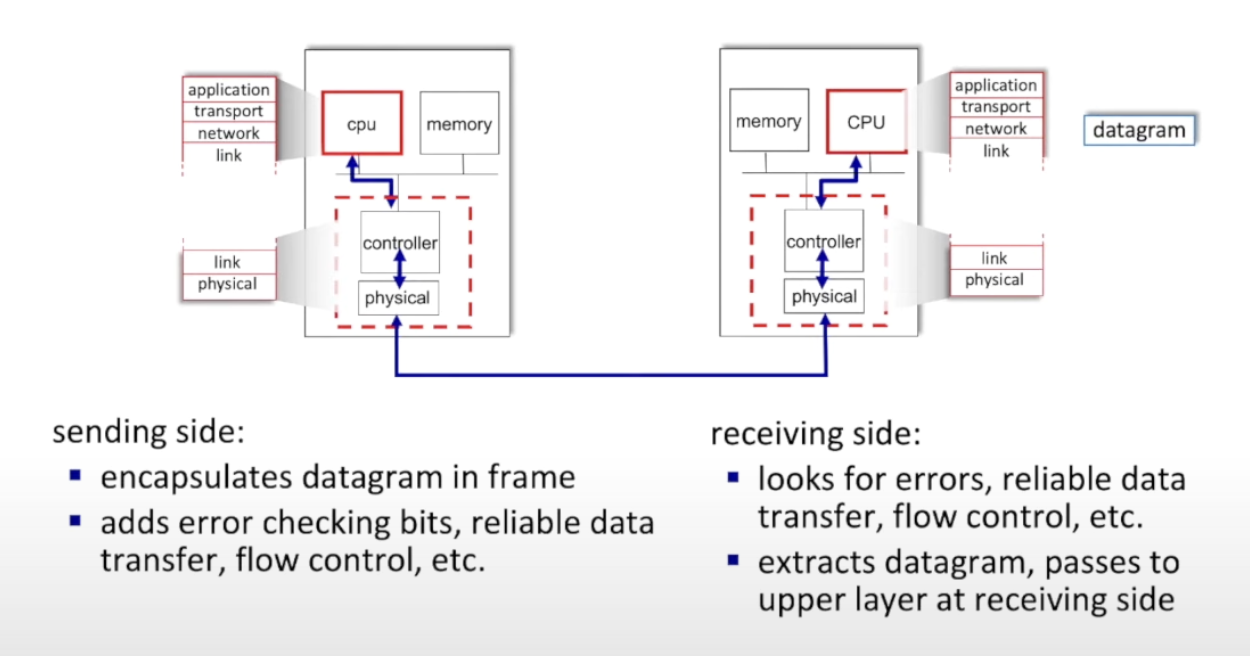 application
transport
network
link
cpu
memory
link
physical
controller
physical
memory
CPU
application
transport
network
link
datagram
controller
physical
link
physical
sending side:
▪ encapsulates datagram in frame
▪ adds error checking bits, reliable data
transfer, flow control, etc.
receiving side:
▪ looks for errors, reliable data
transfer, flow control, etc.
▪ extracts datagram, passes to
upper layer at receiving side